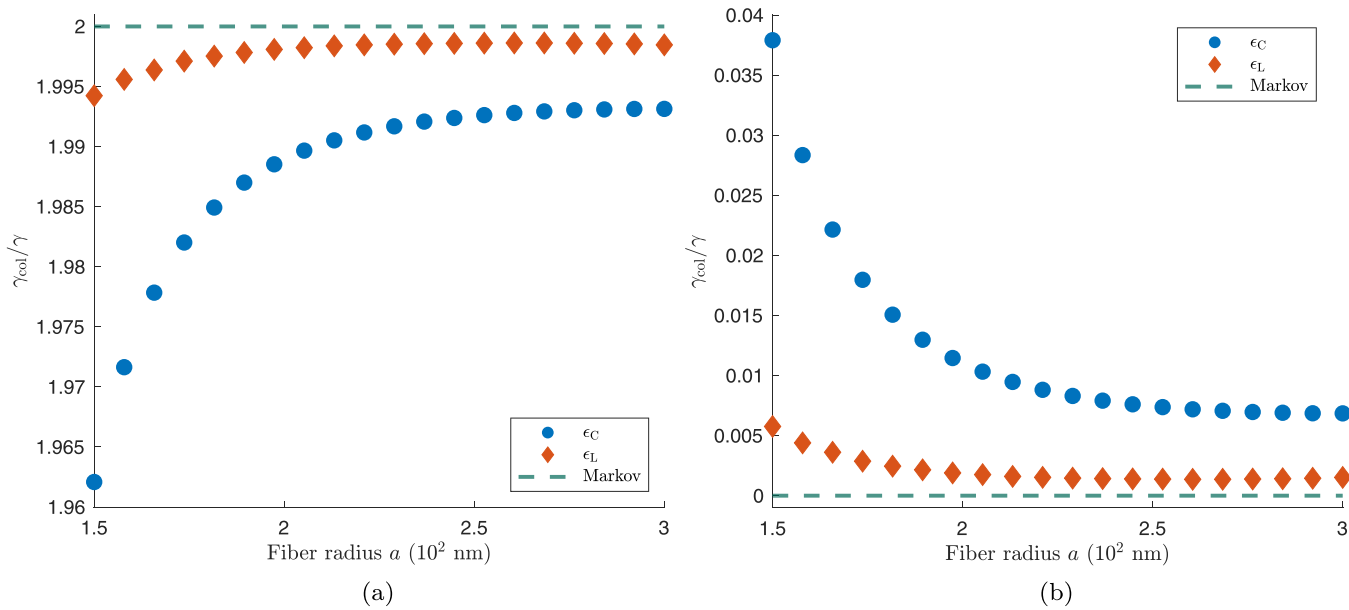 2
1.995
1.99
1.985
1.98
1.975
1.97
1.965
1.96
γcol/γ
ϵC
ϵL
Markov
1.5
2
2.5
3
Fiber radius a (10² nm)
(a)
0.04
0.035
0.03
0.025
0.02
0.015
0.01
0.005
0
γcol/γ
ϵC
ϵL
Markov
1.5
2
2.5
3
Fiber radius a (10² nm)
(b)